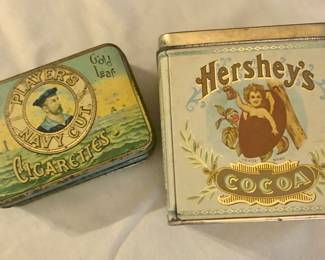 Gold
Leaf
PLAYER'S
NAVY CUT
CIGARETTES
Hershey's
COCOA